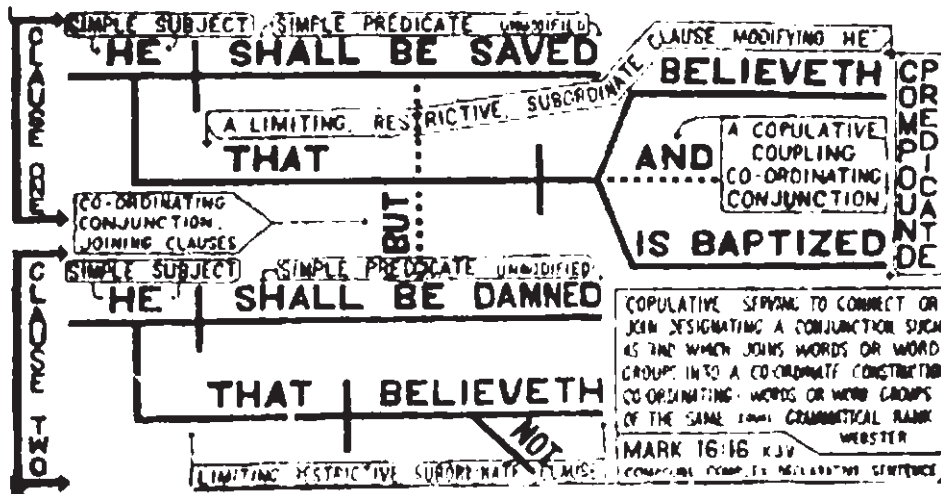 CLAUSE ONE
SIMPLE SUBJECT
SIMPLE PREDICATE UNMODIFIED
HE SHALL BE SAVED
A LIMITING, RESTRICTIVE SUBORDINATE CLAUSE MODIFYING HE
THAT
BELIEVETH
AND
A COPULATIVE
COUPLING
CO-ORDINATING
CONJUNCTION
IS BAPTIZED
COMPOUND
PREDICATE
CO-ORDINATING
CONJUNCTION
JOINING CLAUSES
BUT
CLAUSE TWO
SIMPLE SUBJECT
SIMPLE PREDICATE UNMODIFIED
HE SHALL BE DAMNED
THAT BELIEVETH
NOT
LIMITING RESTRICTIVE SUBORDINATE CLAUSE
COPULATIVE SERVING TO CONNECT OR
JOIN DESIGNATING A CONJUNCTION SUCH
AS AND WHICH JOINS WORDS OR WORD
GROUPS INTO A CO-ORDINATE CONSTRUCTION
CO-ORDINATING: WORDS OR WORD GROUPS
OF THE SAME GRAMMATICAL RANK
WEBSTER
MARK 16:16 KJV
COMPOUND COMPLEX DECLARATIVE SENTENCE